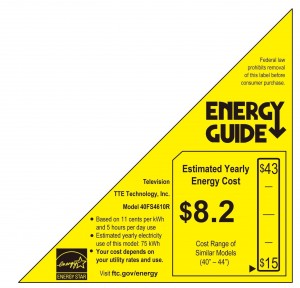 Federal law
prohibits removal
of this label before
consumer purchase.
ENERGY
GUIDE
Television
TTE Technology, Inc.
Model 40FS4610R
• Based on 11 cents per kWh
and 5 hours per day use
• Estimated yearly electricity
use of this model: 75 kWh
• Your cost depends on
your utility rates and use.
Visit ftc.gov/energy
ENERGY STAR
Estimated Yearly
Energy Cost
$8.2
Cost Range of
Similar Models
(40" – 44")
$43
$15